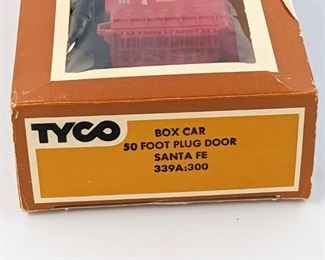 TYCO
BOX CAR
50 FOOT PLUG DOOR
SANTA FE
339A:300